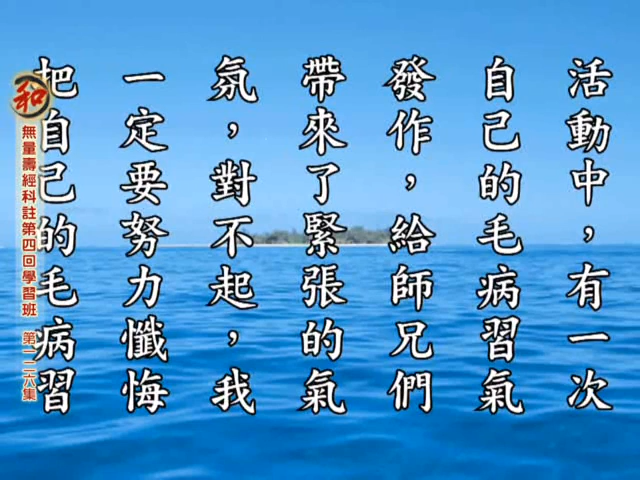 活動中，有一次
自己的毛病習氣
發作，給師兄們
帶來了緊張的氣
氛，對不起，我
一定要努力懺悔
把自己的毛病習
和
無量壽經科註第四回學習班 第一二六集